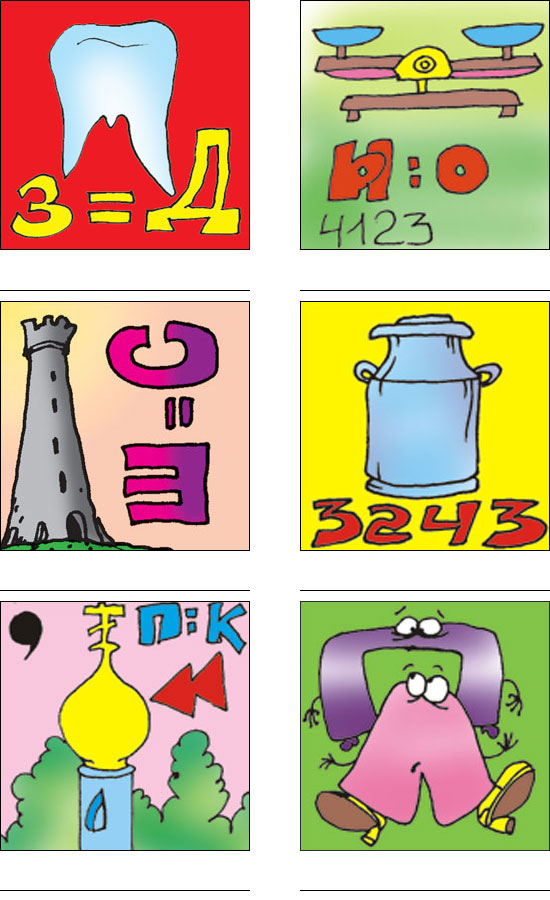 З = Д
Ы : О
4123
Ш = С
3243
, П:К